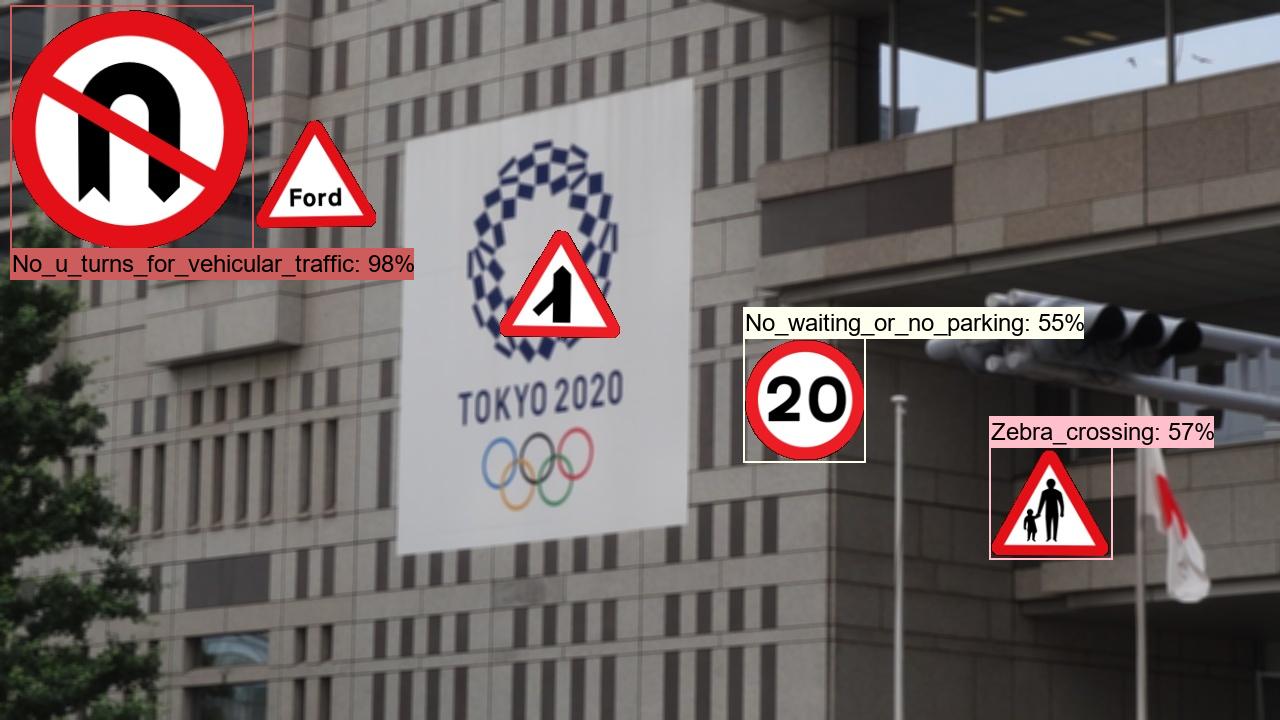 Ford
No_u_turns_for_vehicular_traffic: 98%
TOKYO 2020
No_waiting_or_no_parking: 55%
20
Zebra_crossing: 57%